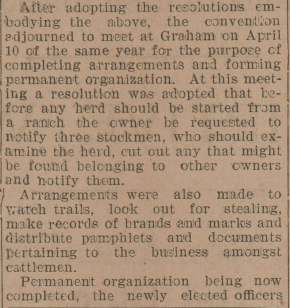 After adopting the resolutions em-
bodying the above, the convention
adjourned to meet at Graham on April
10 of the same year for the purpose of
completing arrangements and forming
permanent organization. At this meet-
ing a resolution was adopted that be-
fore any herd should be started from
a ranch the owner be requested to
notify three stockmen, who should ex-
amine the herd, cut out any that might
be found belonging to other owners
and notify them.
Arrangements were also made to
watch trails, look out for stealing,
make records of brands and marks and
distribute pamphlets and documents
pertaining to the business amongst
cattlemen.
Permanent organization being now
completed, the newly elected officers